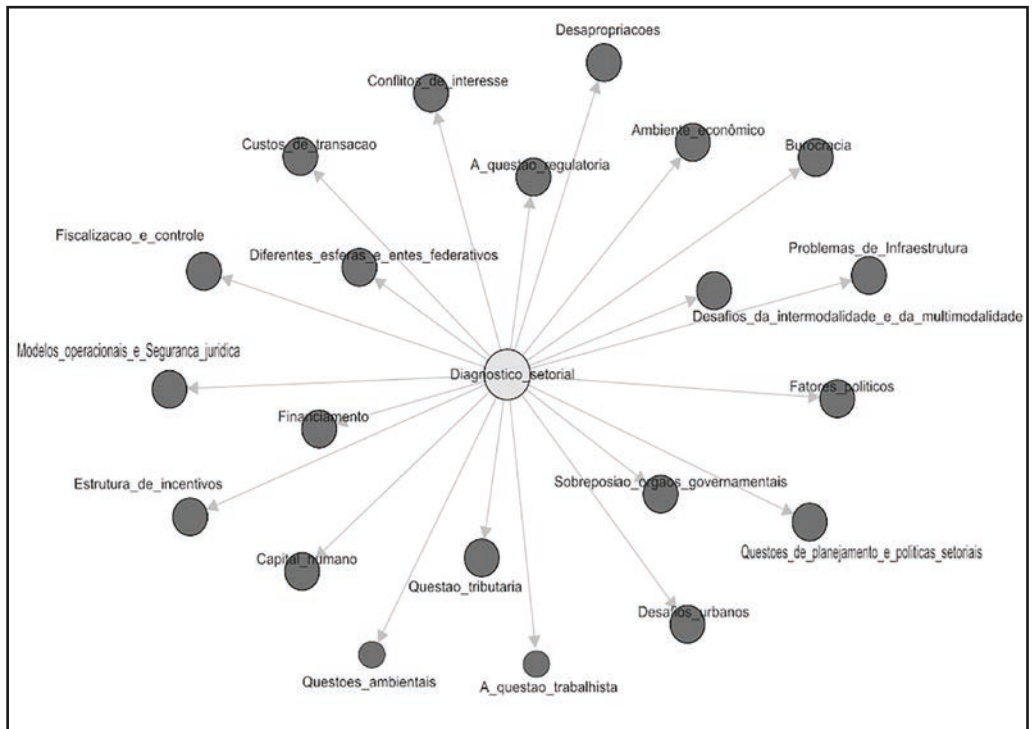 Desapropriacoes
Conflitos_de_interesse
Ambiente_econômico
Custos_de_transacao
Burocracia
A_questao_regulatoria
Fiscalizacao_e_controle
Diferentes_esferas_e_entes_federativos
Problemas_de_Infraestrutura
Desafios_da_intermodalidade_e_da_multimodalidade
Modelos_operacionais_e_Seguranca_juridica
Diagnostico_setorial
Fatores_politicos
Financiamento
Estrutura_de_incentivos
Sobreposiao_orgaos_governamentais
Questoes_de_planejamento_e_politicas_setoriais
Capital_humano
Questao_tributaria
Desafios_urbanos
Questoes_ambientais
A_questao_trabalhista